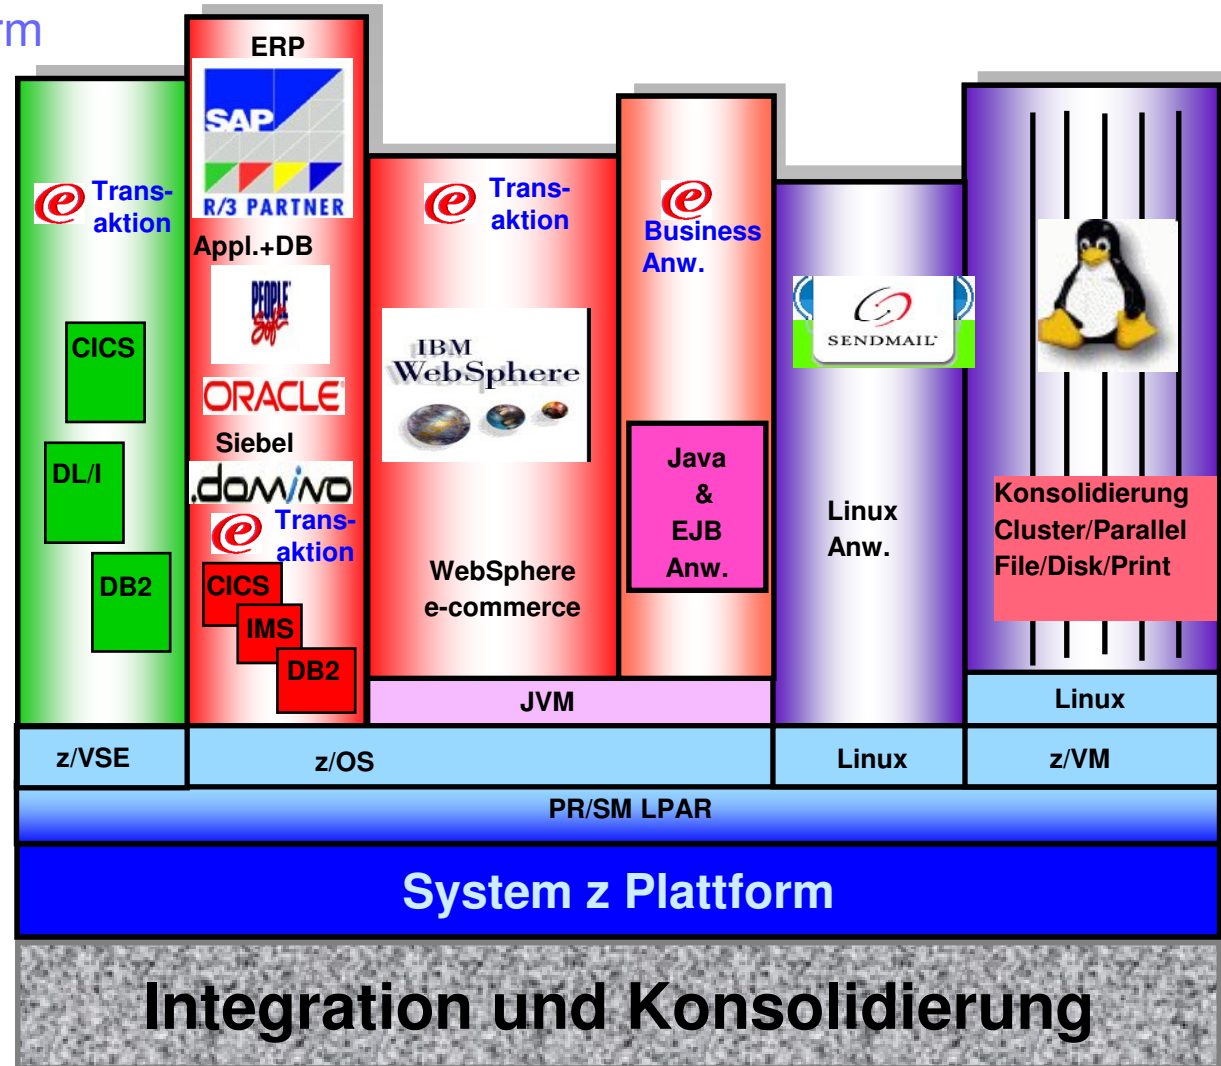 rm
e Trans-
aktion
CICS
DL/I
DB2
ERP
SAP
R/3 PARTNER
Appl.+DB
PEOPLE
Soft
ORACLE
Siebel
.domino
e Trans-
aktion
CICS
IMS
DB2
e Trans-
aktion
IBM
WebSphere
WebSphere
e-commerce
e
Business
Anw.
Java
&
EJB
Anw.
JVM
SENDMAIL
Linux
Anw.
Konsolidierung
Cluster/Parallel
File/Disk/Print
Linux
z/VSE
z/OS
Linux
z/VM
PR/SM LPAR
System z Plattform
Integration und Konsolidierung